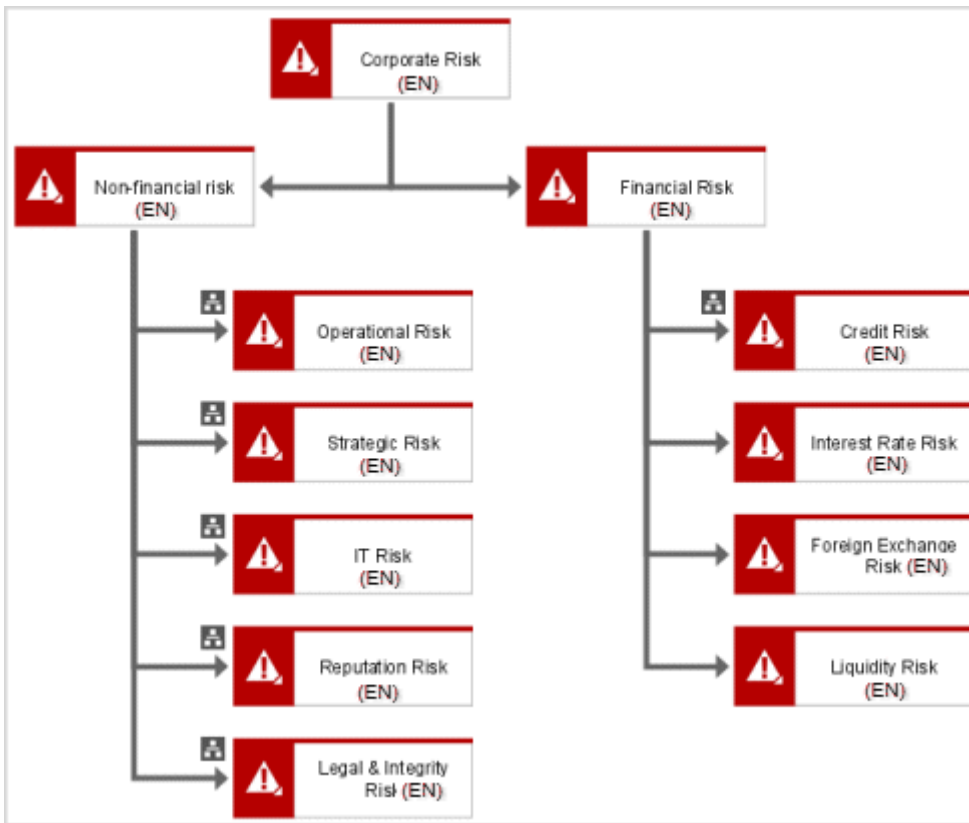 Corporate Risk
(EN)
Non-financial risk
(EN)
Financial Risk
(EN)
Operational Risk
(EN)
Strategic Risk
(EN)
IT Risk
(EN)
Reputation Risk
(EN)
Legal & Integrity
Risk (EN)
Credit Risk
(EN)
Interest Rate Risk
(EN)
Foreign Exchange
Risk (EN)
Liquidity Risk
(EN)